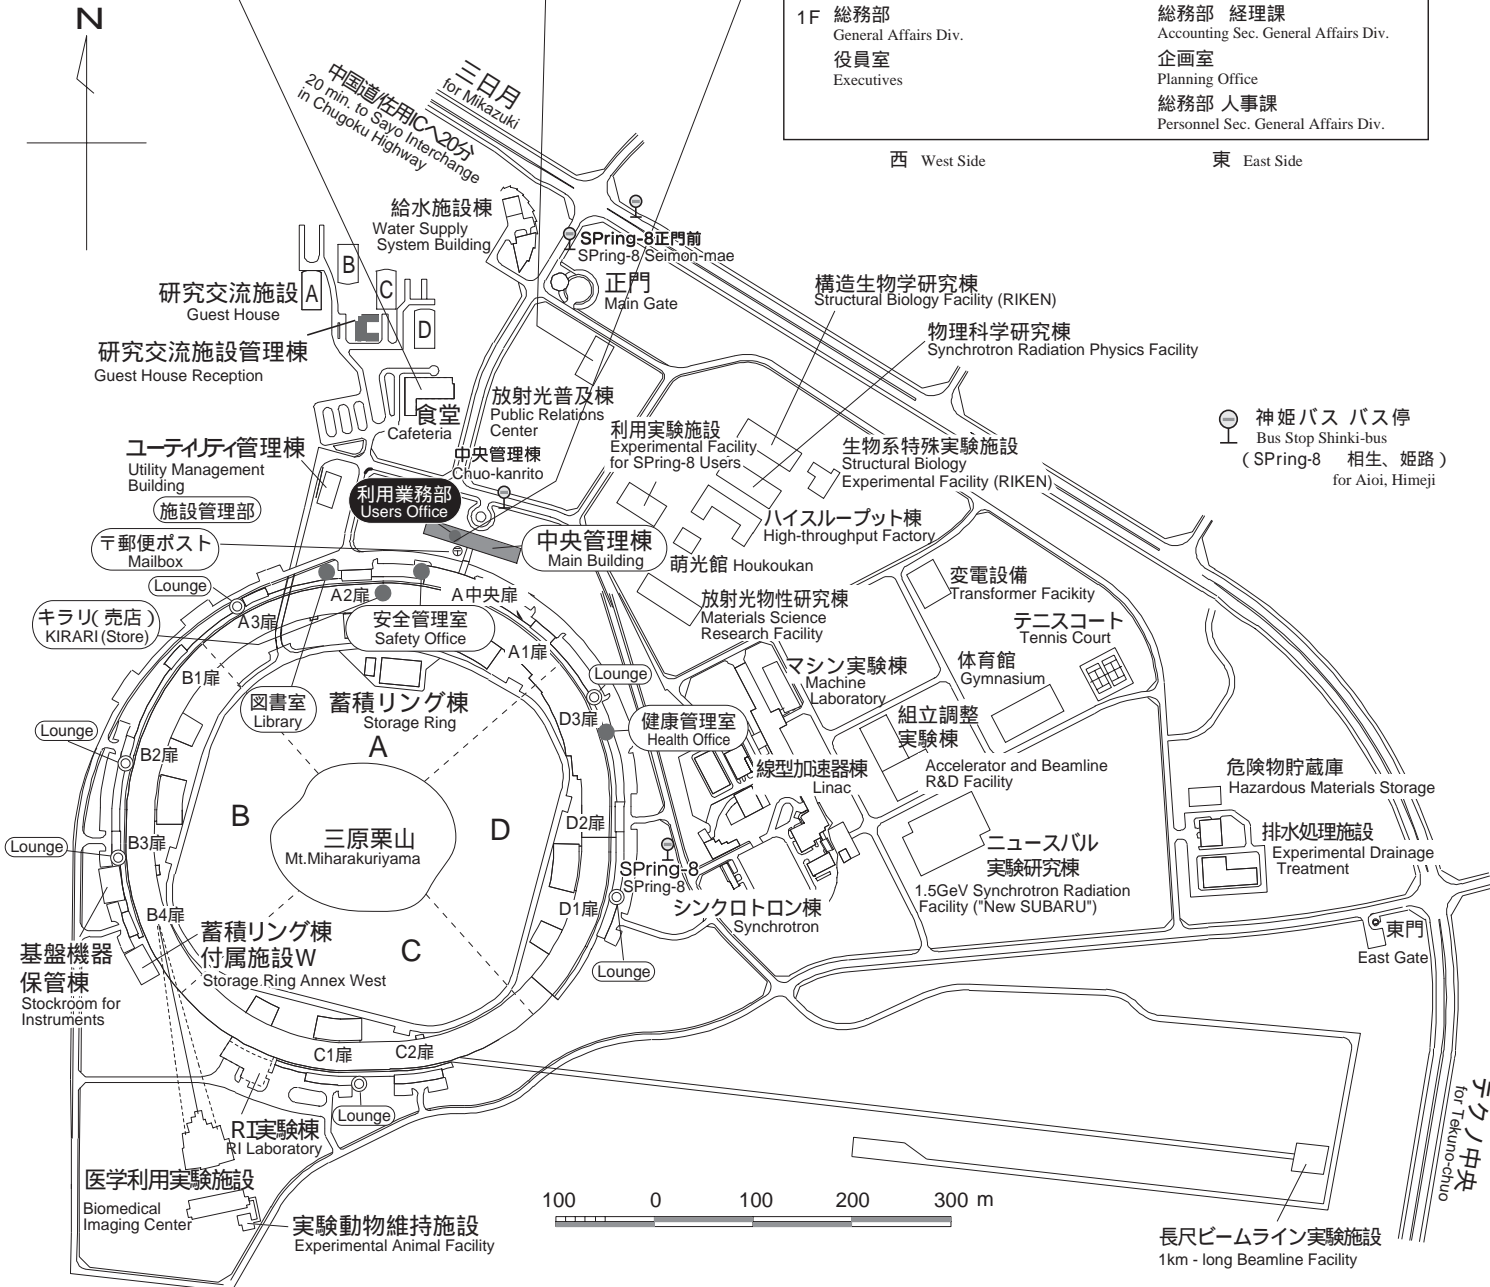 1F
総務部
General Affairs Div.
役員室
Executives
総務部 経理課
Accounting Sec. General Affairs Div.
企画室
Planning Office
総務部 人事課
Personnel Sec. General Affairs Div.
西 West Side
東 East Side
N
三日月
for Mikazuki
中国道/佐用ICへ20分
20 min. to Sayo Interchange
in Chugoku Highway
給水施設棟
Water Supply
System Building
SPring-8正門前
SPring-8 Seimon-mae
正門
Main Gate
A
B
C
D
研究交流施設
Guest House
研究交流施設管理棟
Guest House Reception
食堂
Cafeteria
放射光普及棟
Public Relations
Center
構造生物学研究棟
Structural Biology Facility (RIKEN)
物理科学研究棟
Synchrotron Radiation Physics Facility
利用実験施設
Experimental Facility
for SPring-8 Users
生物系特殊実験施設
Structural Biology
Experimental Facility (RIKEN)
神姫バス バス停
Bus Stop Shinki-bus
( SPring-8 相生、姫路 )
for Aioi, Himeji
ユーティリティ管理棟
Utility Management
Building
施設管理部
中央管理棟
Chuo-kanrito
利用業務部
Users Office
〒郵便ポスト
Mailbox
中央管理棟
Main Building
ハイスループット棟
High-throughput Factory
萌光館 Houkoukan
放射光物性研究棟
Materials Science
Research Facility
変電設備
Transformer Facikity
テニスコート
Tennis Court
体育館
Gymnasium
Lounge
キラリ( 売店 )
KIRARI (Store)
A3扉
A2扉
A中央扉
安全管理室
Safety Office
A1扉
B1扉
図書室
Library
蓄積リング棟
Storage Ring
Lounge
D3扉
健康管理室
Health Office
マシン実験棟
Machine
Laboratory
組立調整
実験棟
Accelerator and Beamline
R&D Facility
線型加速器棟
Linac
Lounge
B2扉
A
B
C
D
三原栗山
Mt.Miharakuriyama
D2扉
Lounge
B3扉
SPring-8
SPring-8
シンクロトロン棟
Synchrotron
ニュースバル
実験研究棟
1.5GeV Synchrotron Radiation
Facility ("New SUBARU")
危険物貯蔵庫
Hazardous Materials Storage
排水処理施設
Experimental Drainage
Treatment
東門
East Gate
B4扉
D1扉
Lounge
蓄積リング棟
付属施設W
Storage Ring Annex West
基盤機器
保管棟
Stockroom for
Instruments
C1扉
C2扉
Lounge
RI実験棟
RI Laboratory
医学利用実験施設
Biomedical
Imaging Center
実験動物維持施設
Experimental Animal Facility
100 0 100 200 300 m
テクノ中央
for Tekuno-chuo
長尺ビームライン実験施設
1km - long Beamline Facility